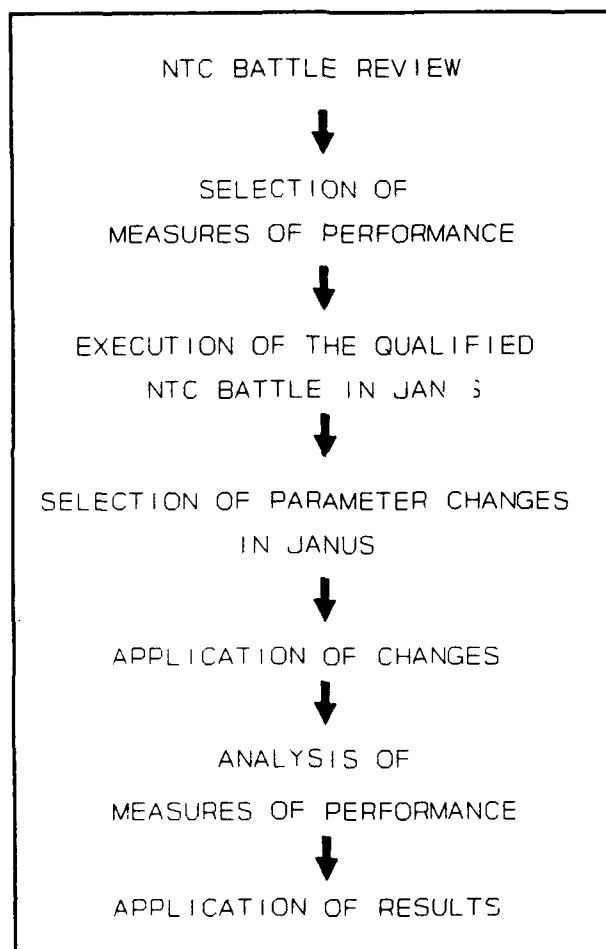 NTC BATTLE REVIEW
SELECTION OF
MEASURES OF PERFORMANCE
EXECUTION OF THE QUALIFIED
NTC BATTLE IN
SELECTION OF PARAMETER CHANGES
IN JANUS
APPLICATION OF CHANGES
ANALYSIS OF
MEASURES OF PERFORMANCE
APPLICATION OF RESULTS